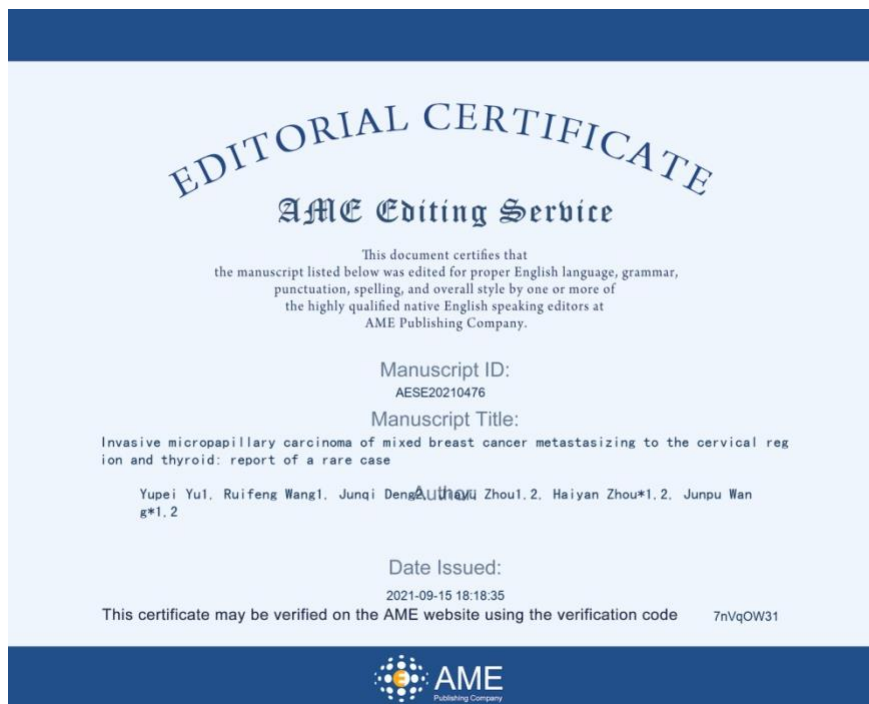 EDITORIAL CERTIFICATE
AME Editing Service
This document certifies that
the manuscript listed below was edited for proper English language, grammar,
punctuation, spelling, and overall style by one or more of
the highly qualified native English speaking editors at
AME Publishing Company.
Manuscript ID:
AESE20210476
Manuscript Title:
Invasive micropapillary carcinoma of mixed breast cancer metastasizing to the cervical reg
ion and thyroid: report of a rare case
Yupei Yu1, Ruifeng Wang1, Junqi Zhou1,2, Haiyan Zhou*1,2, Junpu Wan
g*1,2
Date Issued:
2021-09-15 18:18:35
This certificate may be verified on the AME website using the verification code 7nVqOW31
AME
Publishing Company